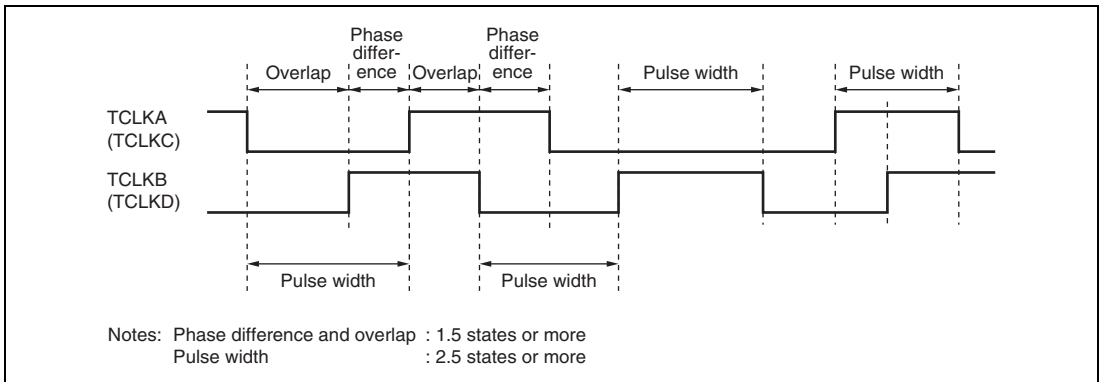 Phase differ- ence
Phase differ- ence
Overlap
Overlap
Pulse width
Pulse width
TCLKA
(TCLKC)
TCLKB
(TCLKD)
Pulse width
Pulse width
Notes: Phase difference and overlap : 1.5 states or more
Pulse width : 2.5 states or more